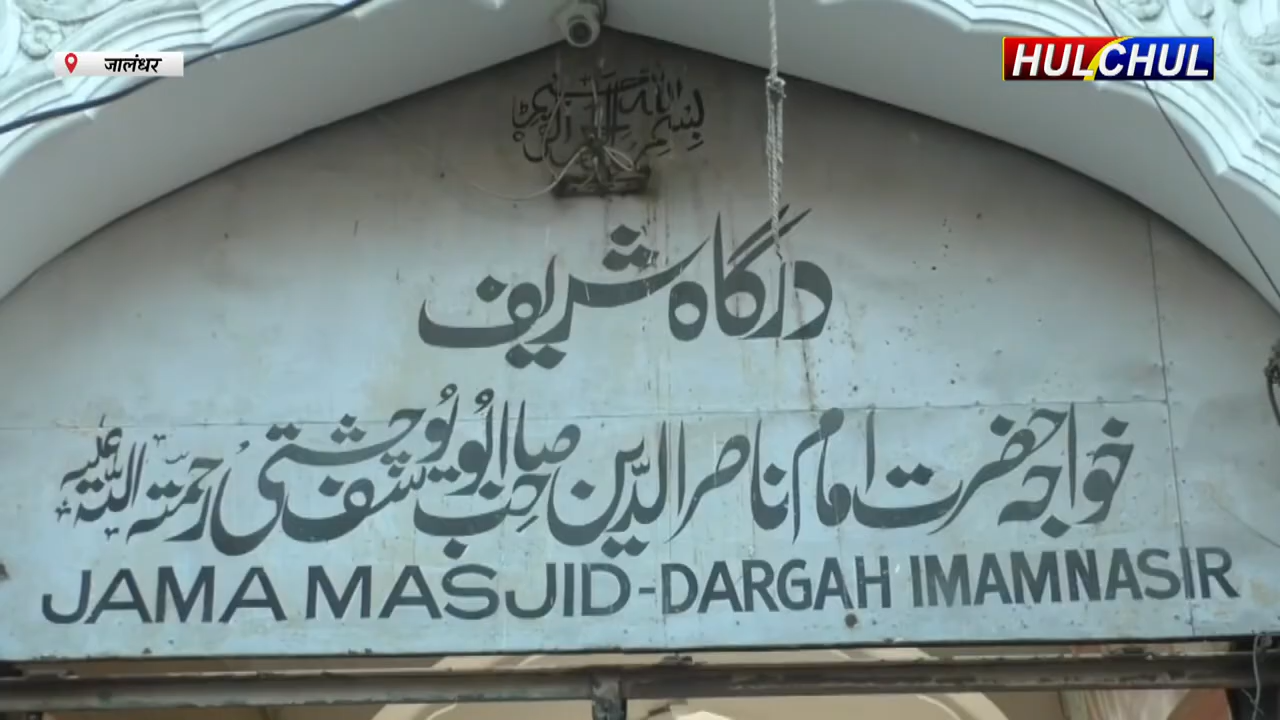 जालंधर
HULCHUL
بسم اللہ الرحمن الرحیم
درگاہ شریف
خواجہ حضرت امام ناصر الدین صاحب ابو یوسف چشتی رحمتہ اللہ علیہ
JAMA MASJID-DARGAH IMAMNASIR